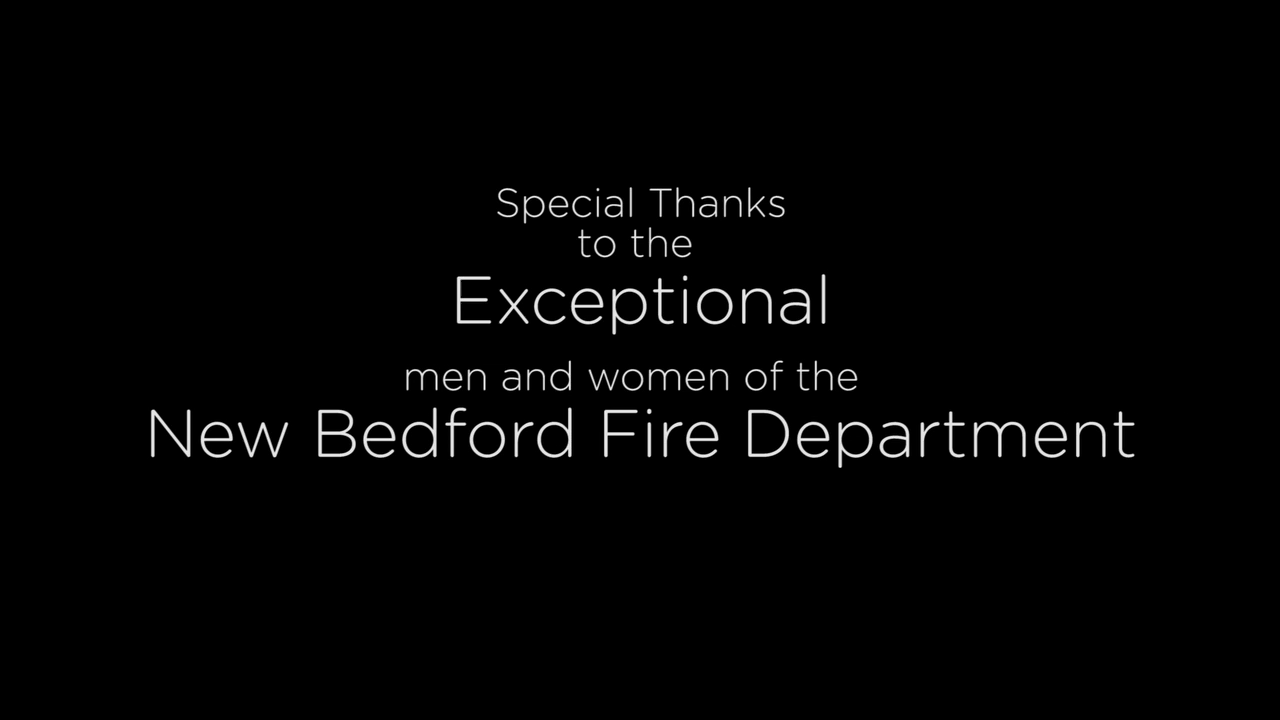 Special Thanks
to the
Exceptional
men and women of the
New Bedford Fire Department